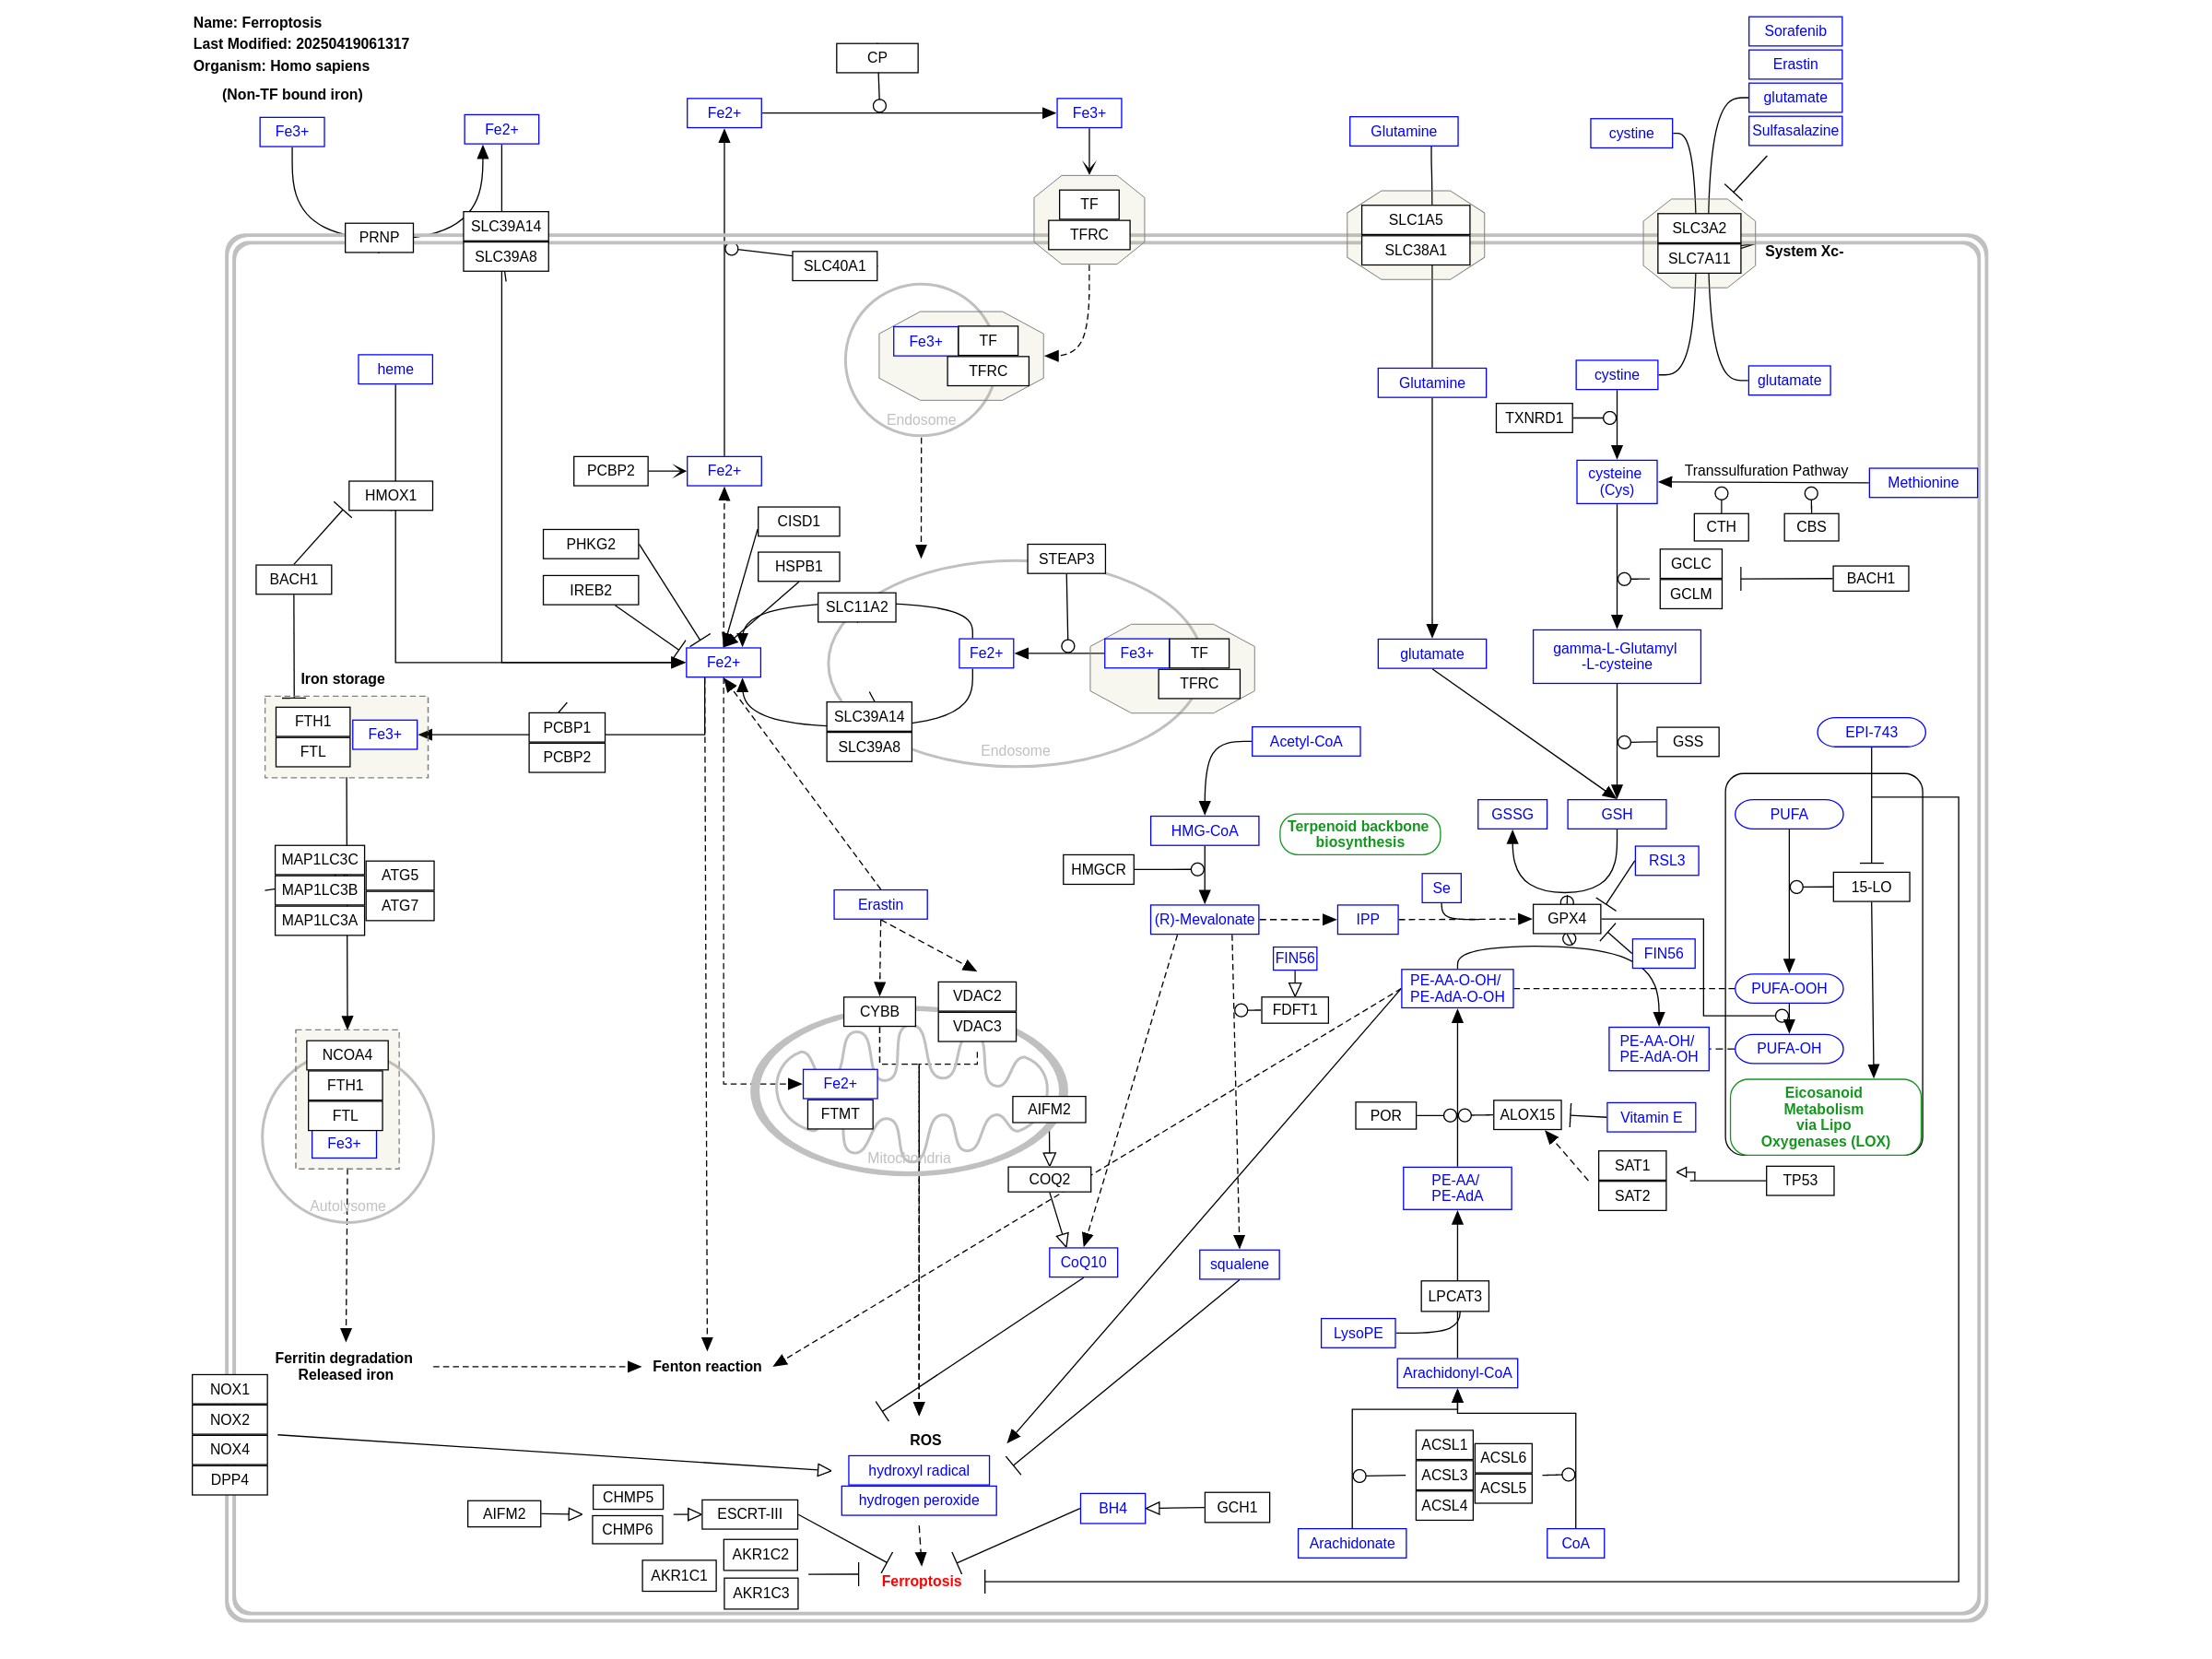 Name: Ferroptosis
Last Modified: 20250419061317
Organism: Homo sapiens
(Non-TF bound iron)
Fe3+
Fe2+
PRNP
SLC39A14
SLC39A8
CP
Fe2+
Fe3+
TF
TFRC
SLC40A1
Glutamine
SLC1A5
SLC38A1
cystine
Sorafenib
Erastin
glutamate
Sulfasalazine
SLC3A2
SLC7A11
System Xc-
Fe3+
TF
TFRC
Endosome
heme
HMOX1
BACH1
PCBP2
Fe2+
PHKG2
IREB2
CISD1
HSPB1
SLC11A2
STEAP3
Fe2+
Fe2+
Fe3+
TF
TFRC
SLC39A14
SLC39A8
Endosome
Glutamine
cystine
glutamate
TXNRD1
cysteine
(Cys)
Transsulfuration Pathway
Methionine
CTH
CBS
GCLC
GCLM
BACH1
glutamate
gamma-L-Glutamyl
-L-cysteine
GSS
Iron storage
FTH1
FTL
Fe3+
PCBP1
PCBP2
Acetyl-CoA
HMG-CoA
Terpenoid backbone
biosynthesis
HMGCR
(R)-Mevalonate
IPP
Se
GSSG
GSH
RSL3
GPX4
FIN56
EPI-743
PUFA
15-LO
PUFA-OOH
PUFA-OH
Eicosanoid
Metabolism
via Lipo
Oxygenases (LOX)
MAP1LC3C
MAP1LC3B
MAP1LC3A
ATG5
ATG7
Erastin
CYBB
VDAC2
VDAC3
FIN56
FDFT1
PE-AA-O-OH/
PE-AdA-O-OH
PE-AA-OH/
PE-AdA-OH
NCOA4
FTH1
FTL
Fe3+
Autolysome
Fe2+
FTMT
Mitochondria
AIFM2
COQ2
CoQ10
squalene
POR
ALOX15
Vitamin E
PE-AA/
PE-AdA
SAT1
SAT2
TP53
LPCAT3
LysoPE
Arachidonyl-CoA
Ferritin degradation
Released iron
Fenton reaction
NOX1
NOX2
NOX4
DPP4
ROS
hydroxyl radical
hydrogen peroxide
ACSL1
ACSL3
ACSL4
ACSL6
ACSL5
Arachidonate
CoA
AIFM2
CHMP5
CHMP6
ESCRT-III
BH4
GCH1
AKR1C1
AKR1C2
AKR1C3
Ferroptosis